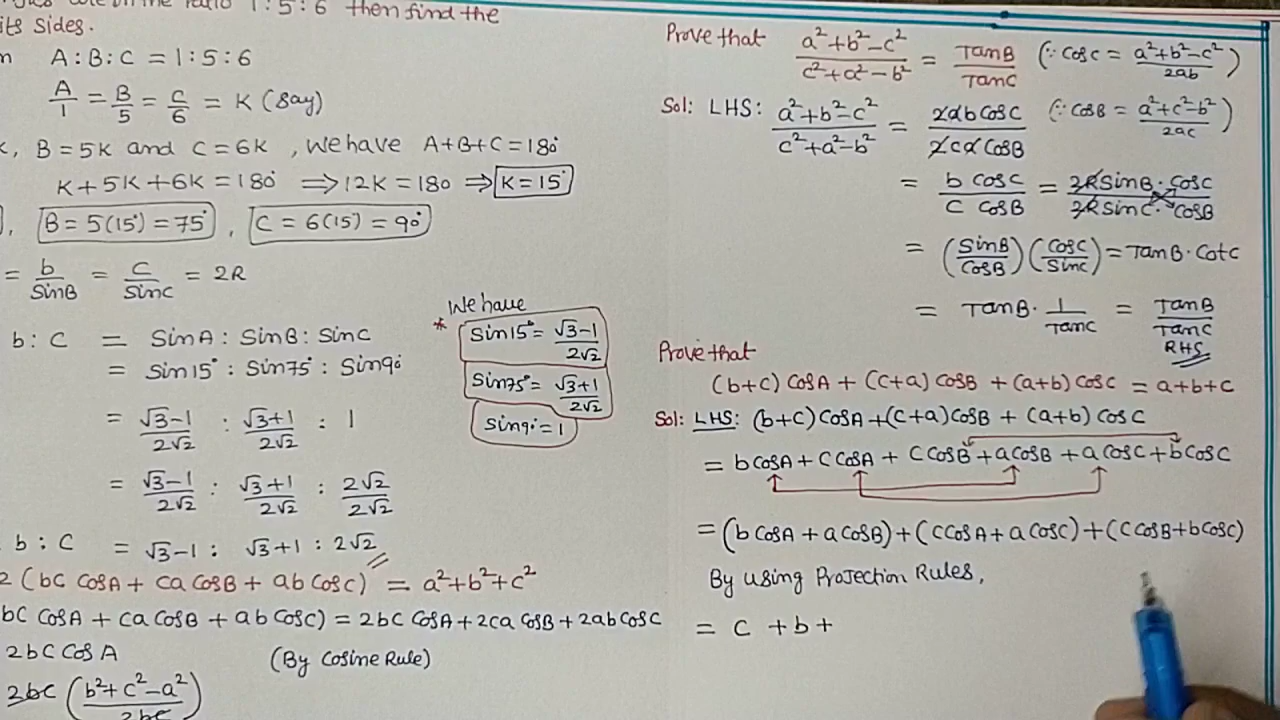 1 : 5 : 6 then find the
its sides.
A : B : C = 1 : 5 : 6
A/1 = B/5 = C/6 = K (Say)
B = 5K and C = 6K , we have A+B+C = 180°
K + 5K + 6K = 180° ⟹ 12K = 180 ⟹ K = 15°
, B = 5(15°) = 75° , C = 6(15) = 90°
= b/SinB = C/SinC = 2R
b : C = SinA : SinB : SinC
= Sin15° : Sin75° : Sin90°
= √3-1/2√2 : √3+1/2√2 : 1
= √3-1/2√2 : √3+1/2√2 : 2√2/2√2
b : C = √3-1 : √3+1 : 2√2
We have
* Sin15° = √3-1/2√2
Sin75° = √3+1/2√2
Sin90° = 1
2 (bc cosA + ca cosB + ab cosC) = a²+b²+c²
bc cosA + ca cosB + ab cosC) = 2bc cosA + 2ca cosB + 2ab cosC
2bc cosA (By Cosine Rule)
2bc (b²+c²-a²/2bc)
Prove that a²+b²-c²/c²+a²-b² = TanB/TanC (∵ cosC = a²+b²-c²/2ab)
Sol: LHS: a²+b²-c²/c²+a²-b² = 2ab cosC/2ca cosB (∵ cosB = a²+c²-b²/2ac)
= b cosC/c cosB = 2R SinB · cosC/2R SinC · cosB
= (SinB/cosB) (cosC/SinC) = TanB · CotC
= TanB · 1/TanC = TanB/TanC
RHS
Prove that
(b+c) cosA + (c+a) cosB + (a+b) cosC = a+b+c
Sol: LHS: (b+c) cosA + (c+a) cosB + (a+b) cosC
= b cosA + c cosA + c cosB + a cosB + a cosC + b cosC
= (b cosA + a cosB) + (c cosA + a cosC) + (c cosB + b cosC)
By using Projection Rules,
= c + b +